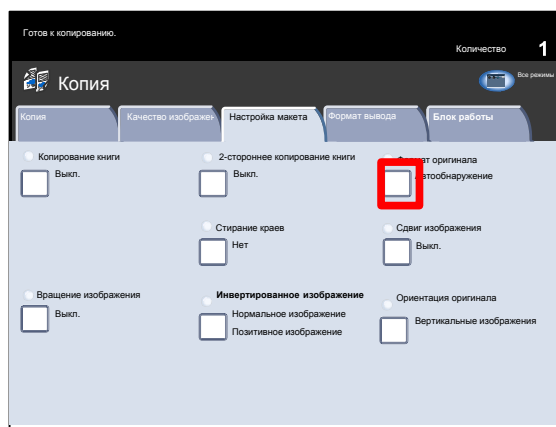 Готов к копированию.
Количество 1
Копия
Все режимы
Копия Качество изображен Настройка макета Формат вывода Блок работы
Копирование книги 2-стороннее копирование книги оригинала
Выкл. Выкл. втообнаружение
Стирание краев Сдвиг изображения
Нет Выкл.
Вращение изображения Инвертированное изображение Ориентация оригинала
Выкл. Нормальное изображение Вертикальные изображения
Позитивное изображение